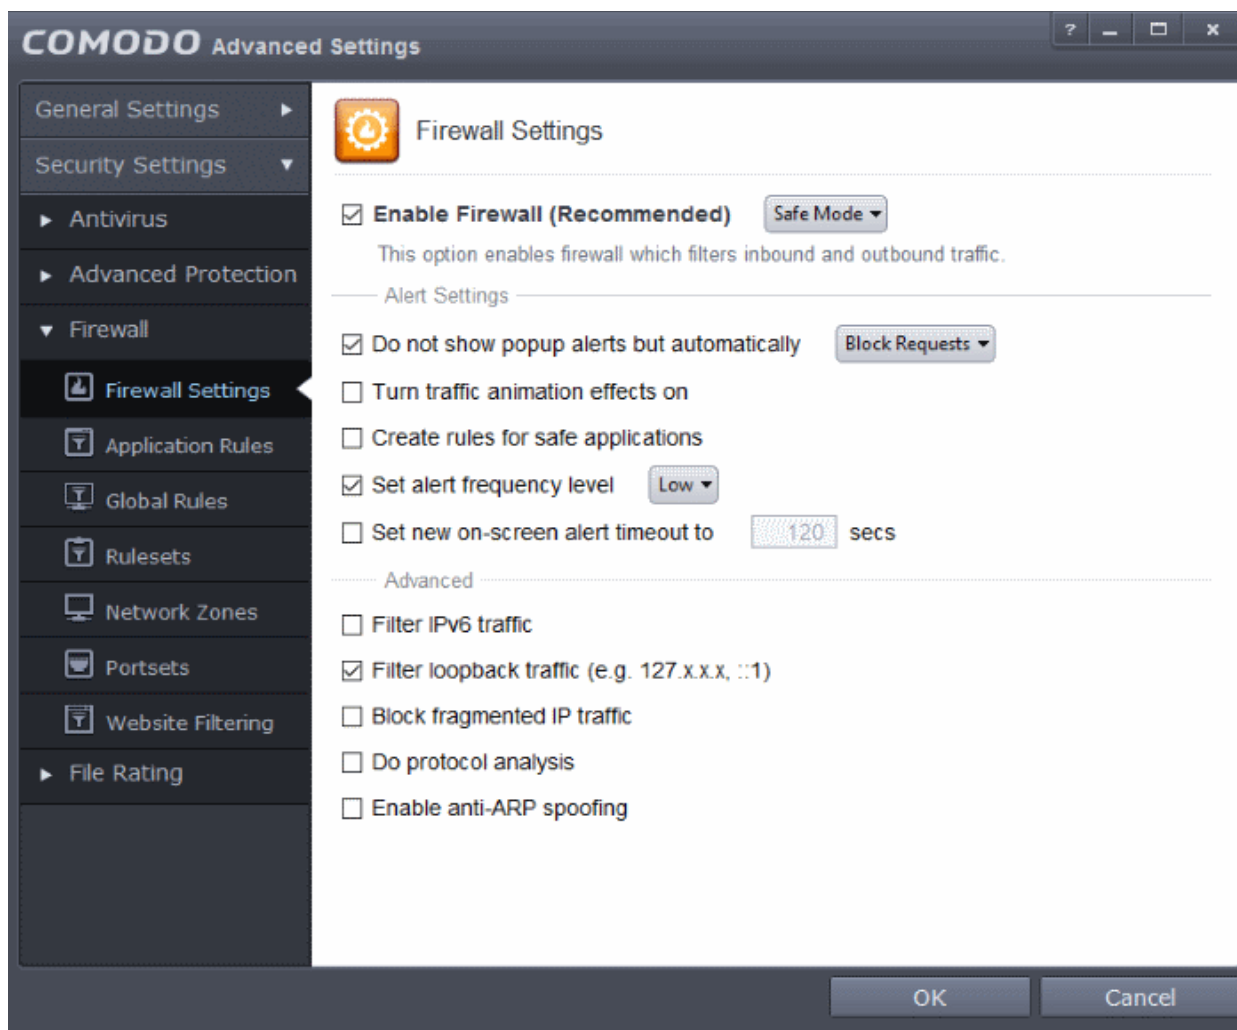 COMODO Advanced Settings
?
General Settings
Security Settings
Antivirus
Advanced Protection
Firewall
Firewall Settings
Application Rules
Global Rules
Rulesets
Network Zones
Portsets
Website Filtering
File Rating
Firewall Settings
Enable Firewall (Recommended) Safe Mode
This option enables firewall which filters inbound and outbound traffic.
Alert Settings
Do not show popup alerts but automatically Block Requests
Turn traffic animation effects on
Create rules for safe applications
Set alert frequency level Low
Set new on-screen alert timeout to 120 secs
Advanced
Filter IPv6 traffic
Filter loopback traffic (e.g. 127.x.x.x, ::1)
Block fragmented IP traffic
Do protocol analysis
Enable anti-ARP spoofing
OK Cancel